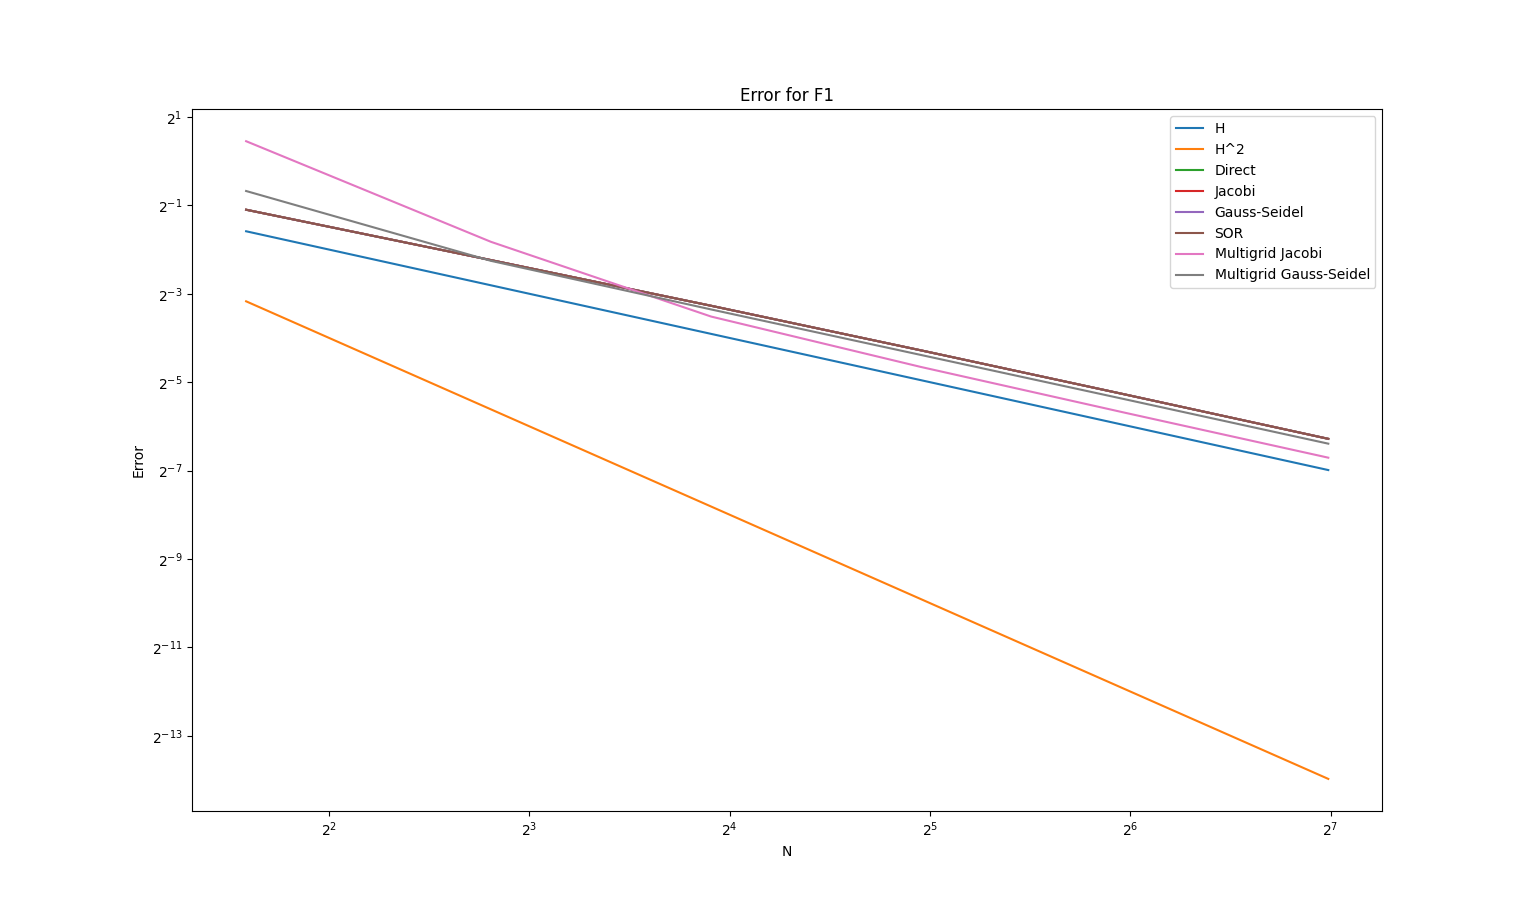 Error for F1
2^1
2^-1
2^-3
2^-5
2^-7
2^-9
2^-11
2^-13
Error
H
H^2
Direct
Jacobi
Gauss-Seidel
SOR
Multigrid Jacobi
Multigrid Gauss-Seidel
2^2 2^3 2^4 2^5 2^6 2^7
N